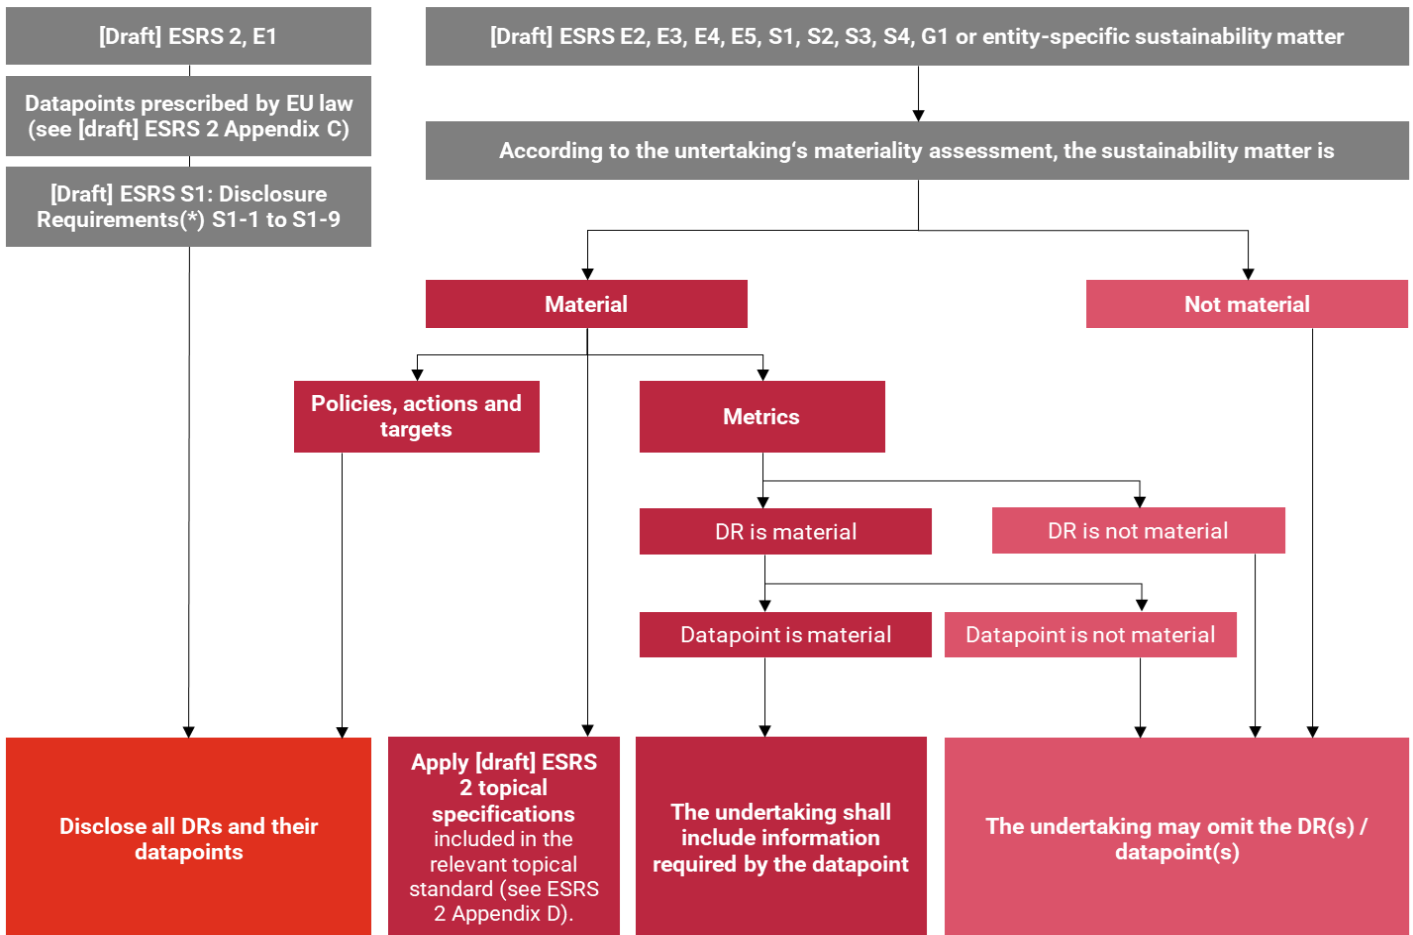 [Draft] ESRS 2, E1
Datapoints prescribed by EU law
(see [draft] ESRS 2 Appendix C)
[Draft] ESRS S1: Disclosure
Requirements(*) S1-1 to S1-9
[Draft] ESRS E2, E3, E4, E5, S1, S2, S3, S4, G1 or entity-specific sustainability matter
According to the untertaking‘s materiality assessment, the sustainability matter is
Material
Not material
Policies, actions and
targets
Metrics
DR is material
DR is not material
Datapoint is material
Datapoint is not material
Disclose all DRs and their
datapoints
Apply [draft] ESRS
2 topical
specifications
included in the
relevant topical
standard (see ESRS
2 Appendix D).
The undertaking shall
include information
required by the datapoint
The undertaking may omit the DR(s) /
datapoint(s)